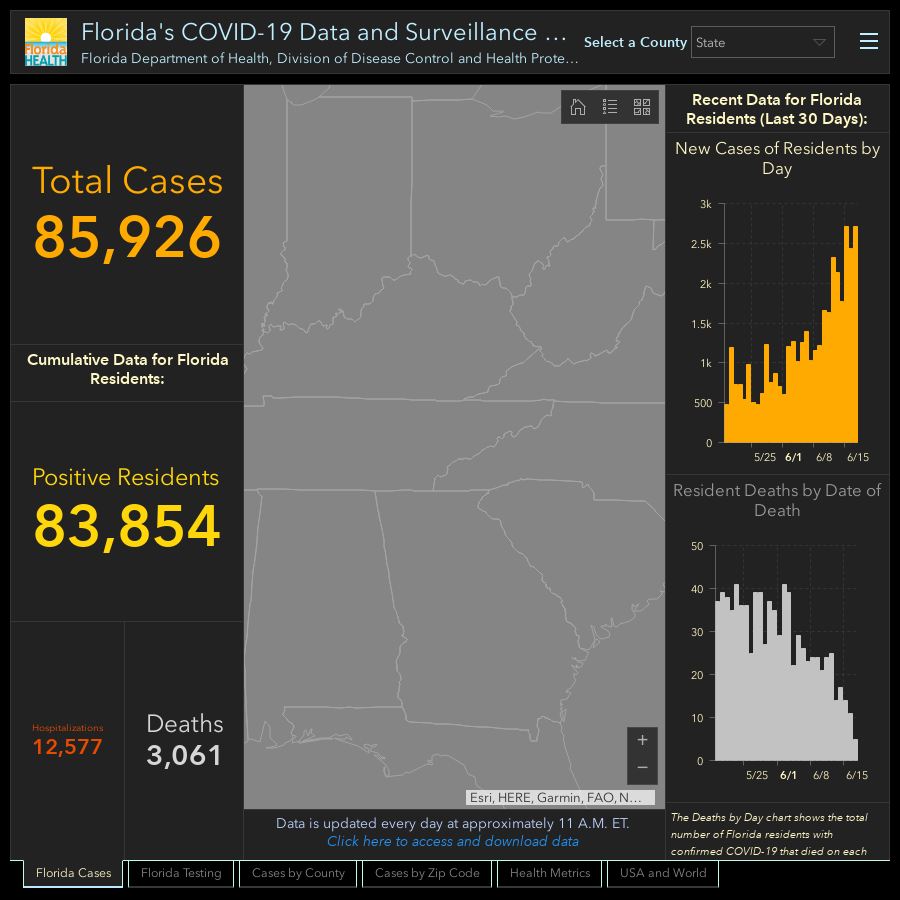 Florida
HEALTH
Florida's COVID-19 Data and Surveillance ...
Florida Department of Health, Division of Disease Control and Health Prote...
Select a County
State
Total Cases
85,926
Cumulative Data for Florida
Residents:
Positive Residents
83,854
Hospitalizations
12,577
Deaths
3,061
+
−
Esri, HERE, Garmin, FAO, N...
Data is updated every day at approximately 11 A.M. ET.
Click here to access and download data
Recent Data for Florida
Residents (Last 30 Days):
New Cases of Residents by
Day
3k
2.5k
2k
1.5k
1k
500
0
5/25 6/1 6/8 6/15
Resident Deaths by Date of
Death
50
40
30
20
10
0
5/25 6/1 6/8 6/15
The Deaths by Day chart shows the total
number of Florida residents with
confirmed COVID-19 that died on each
Florida Cases
Florida Testing
Cases by County
Cases by Zip Code
Health Metrics
USA and World